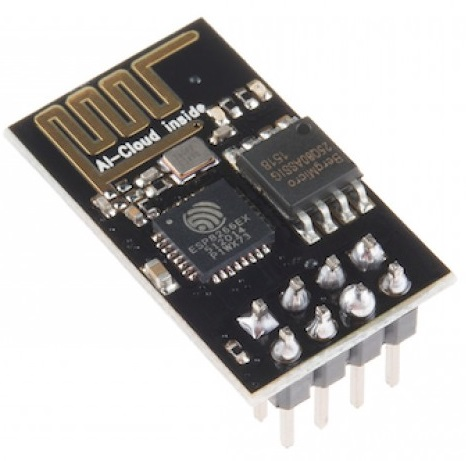 AI-Cloud inside
BergMicro
25Q80ASSIG
1518
ESP8266EX